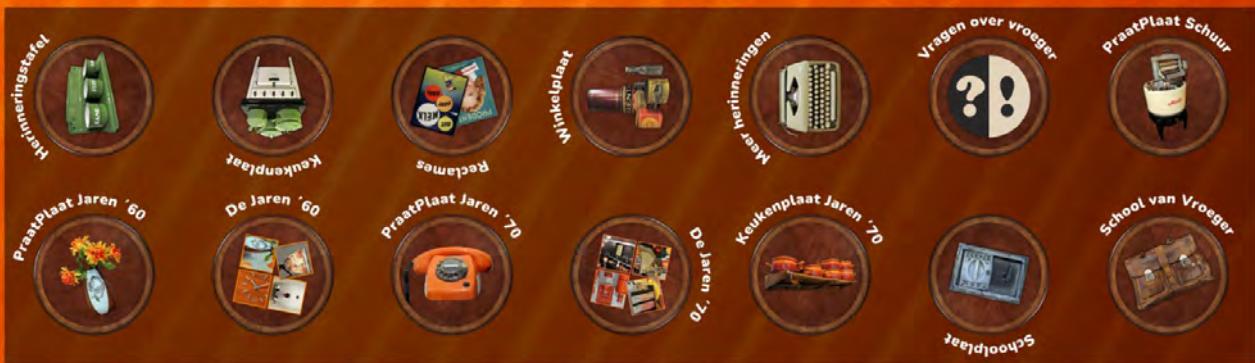 Herinneringstafel
Keukenplaat
Reclames
Winkelplaat
Meer herinneringen
Vragen over vroeger
? !
PraatPlaat Schuur
PraatPlaat Jaren '60
De Jaren '60
PraatPlaat Jaren '70
De Jaren '70
Keukenplaat Jaren '70
Schoolplaat
School van Vroeger
MELK